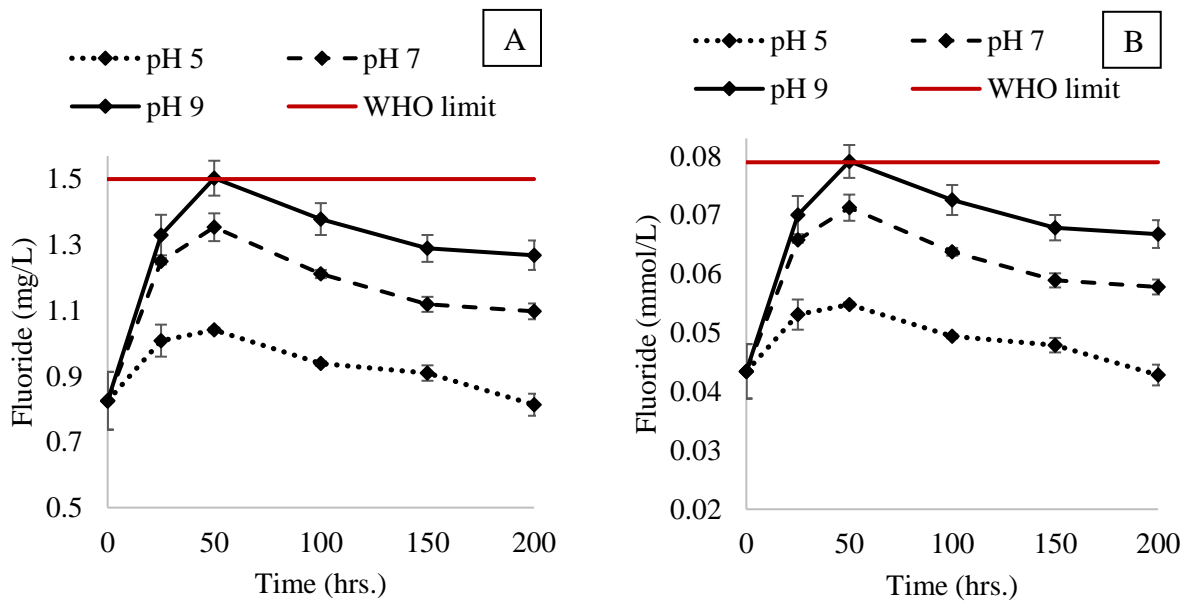 A
pH 5
pH 7
pH 9
WHO limit
Fluoride (mg/L)
1.5
1.3
1.1
0.9
0.7
0.5
0
50
100
150
200
Time (hrs.)
B
pH 5
pH 7
pH 9
WHO limit
Fluoride (mmol/L)
0.08
0.07
0.06
0.05
0.04
0.03
0.02
0
50
100
150
200
Time (hrs.)